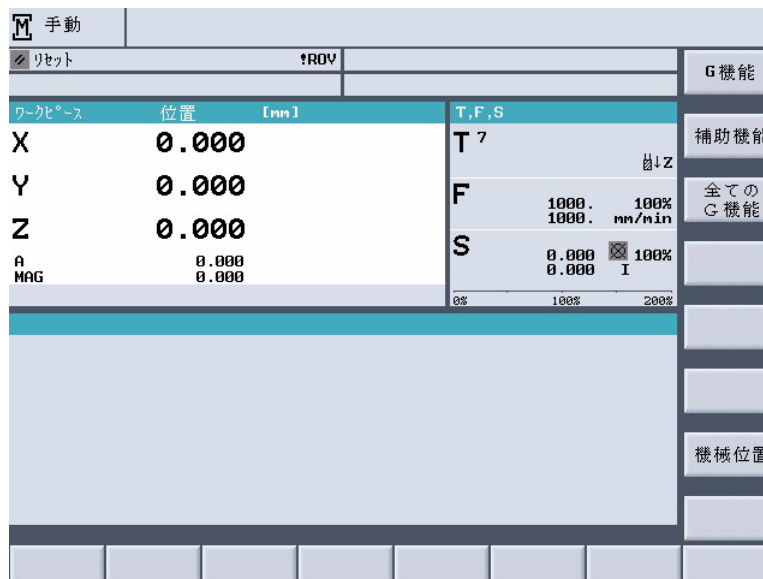 M 手動
リセット !ROV
G機能
ワークピース 位置 [mm] T,F,S
X 0.000
T 7
補助機能
↓Z
Y 0.000
F 1000. 100%
1000. mm/min
全ての
G機能
Z 0.000
S 0.000 100%
0.000 I
A 0.000
MAG 0.000
0% 100% 200%
機械位置